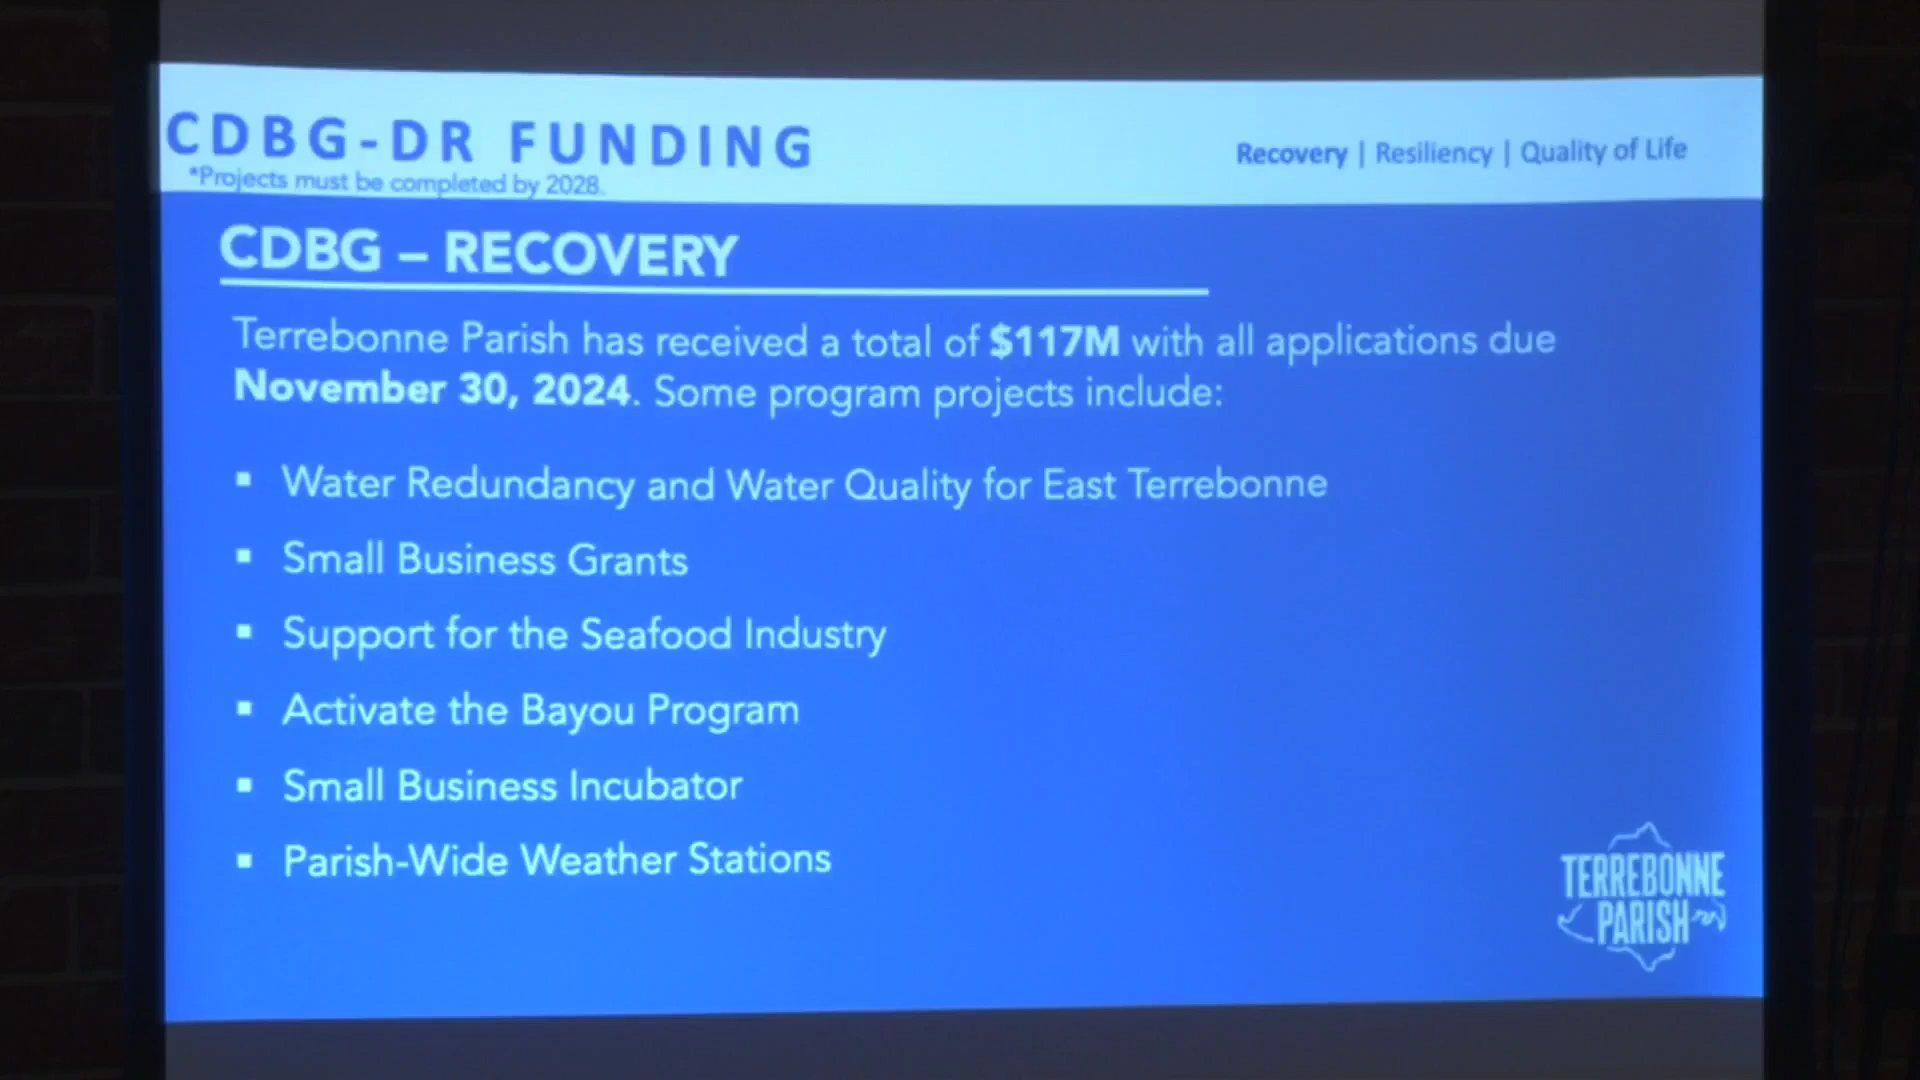 CDBG-DR FUNDING
*Projects must be completed by 2028.
Recovery | Resiliency | Quality of Life
CDBG – RECOVERY
Terrebonne Parish has received a total of $117M with all applications due
November 30, 2024. Some program projects include:
▪ Water Redundancy and Water Quality for East Terrebonne
▪ Small Business Grants
▪ Support for the Seafood Industry
▪ Activate the Bayou Program
▪ Small Business Incubator
▪ Parish-Wide Weather Stations
TERREBONNE
PARISH